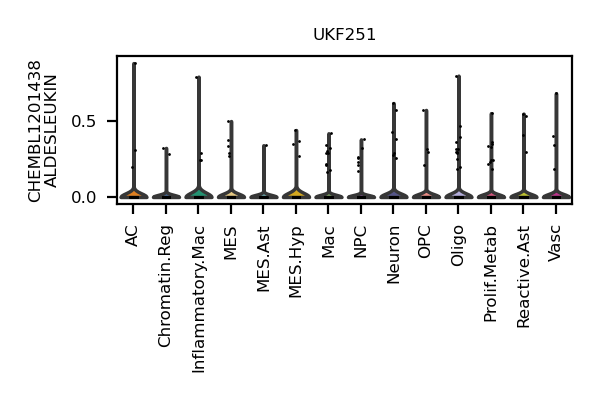 UKF251
CHEMBL1201438
ALDESLEUKIN
0.5
0.0
AC
Chromatin.Reg
Inflammatory.Mac
MES
MES.Ast
MES.Hyp
Mac
NPC
Neuron
OPC
Oligo
Prolif.Metab
Reactive.Ast
Vasc